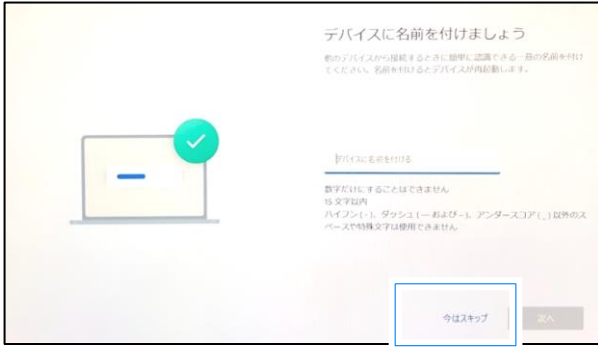 デバイスに名前を付けましょう
他のデバイスから接続するときに簡単に認識できる一意の名前を付け
てください。名前を付けるとデバイスが再起動します。
デバイスに名前を付ける
数字だけにすることはできません
15 文字以内
ハイフン (-)、ダッシュ (— および –)、アンダースコア (_) 以外のス
ペースや特殊文字は使用できません
今はスキップ
次へ